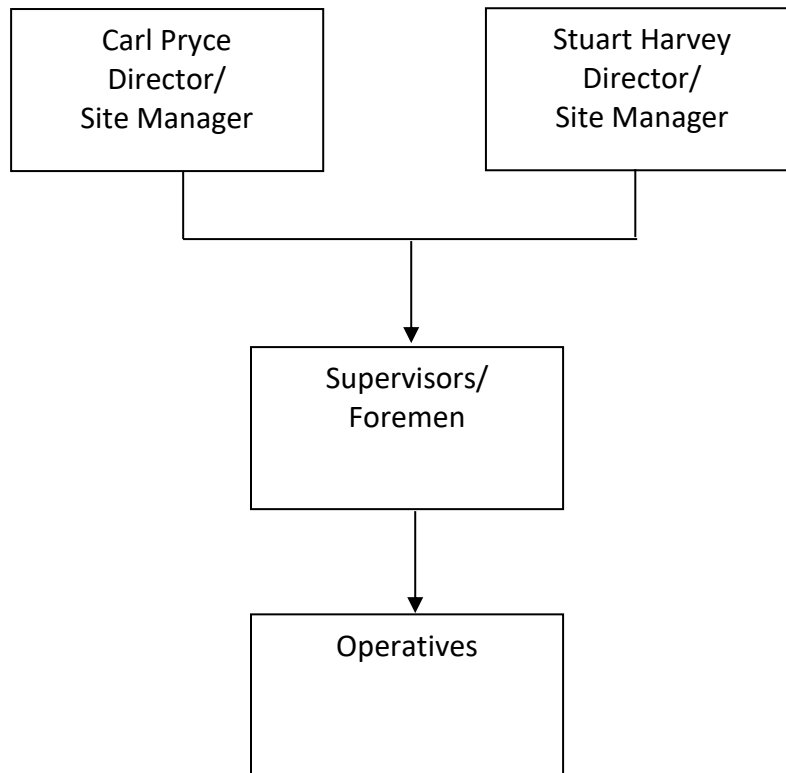 Carl Pryce
Director/
Site Manager
Stuart Harvey
Director/
Site Manager
Supervisors/
Foremen
Operatives